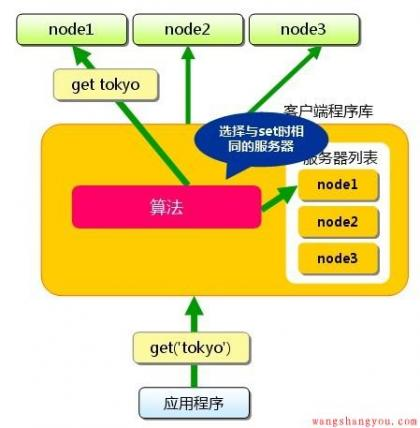 node1
node2
node3
get tokyo
客户端程序库
选择与set时相
同的服务器
服务器列表
node1
算法
node2
node3
get('tokyo')
应用程序
wangshangyou.com